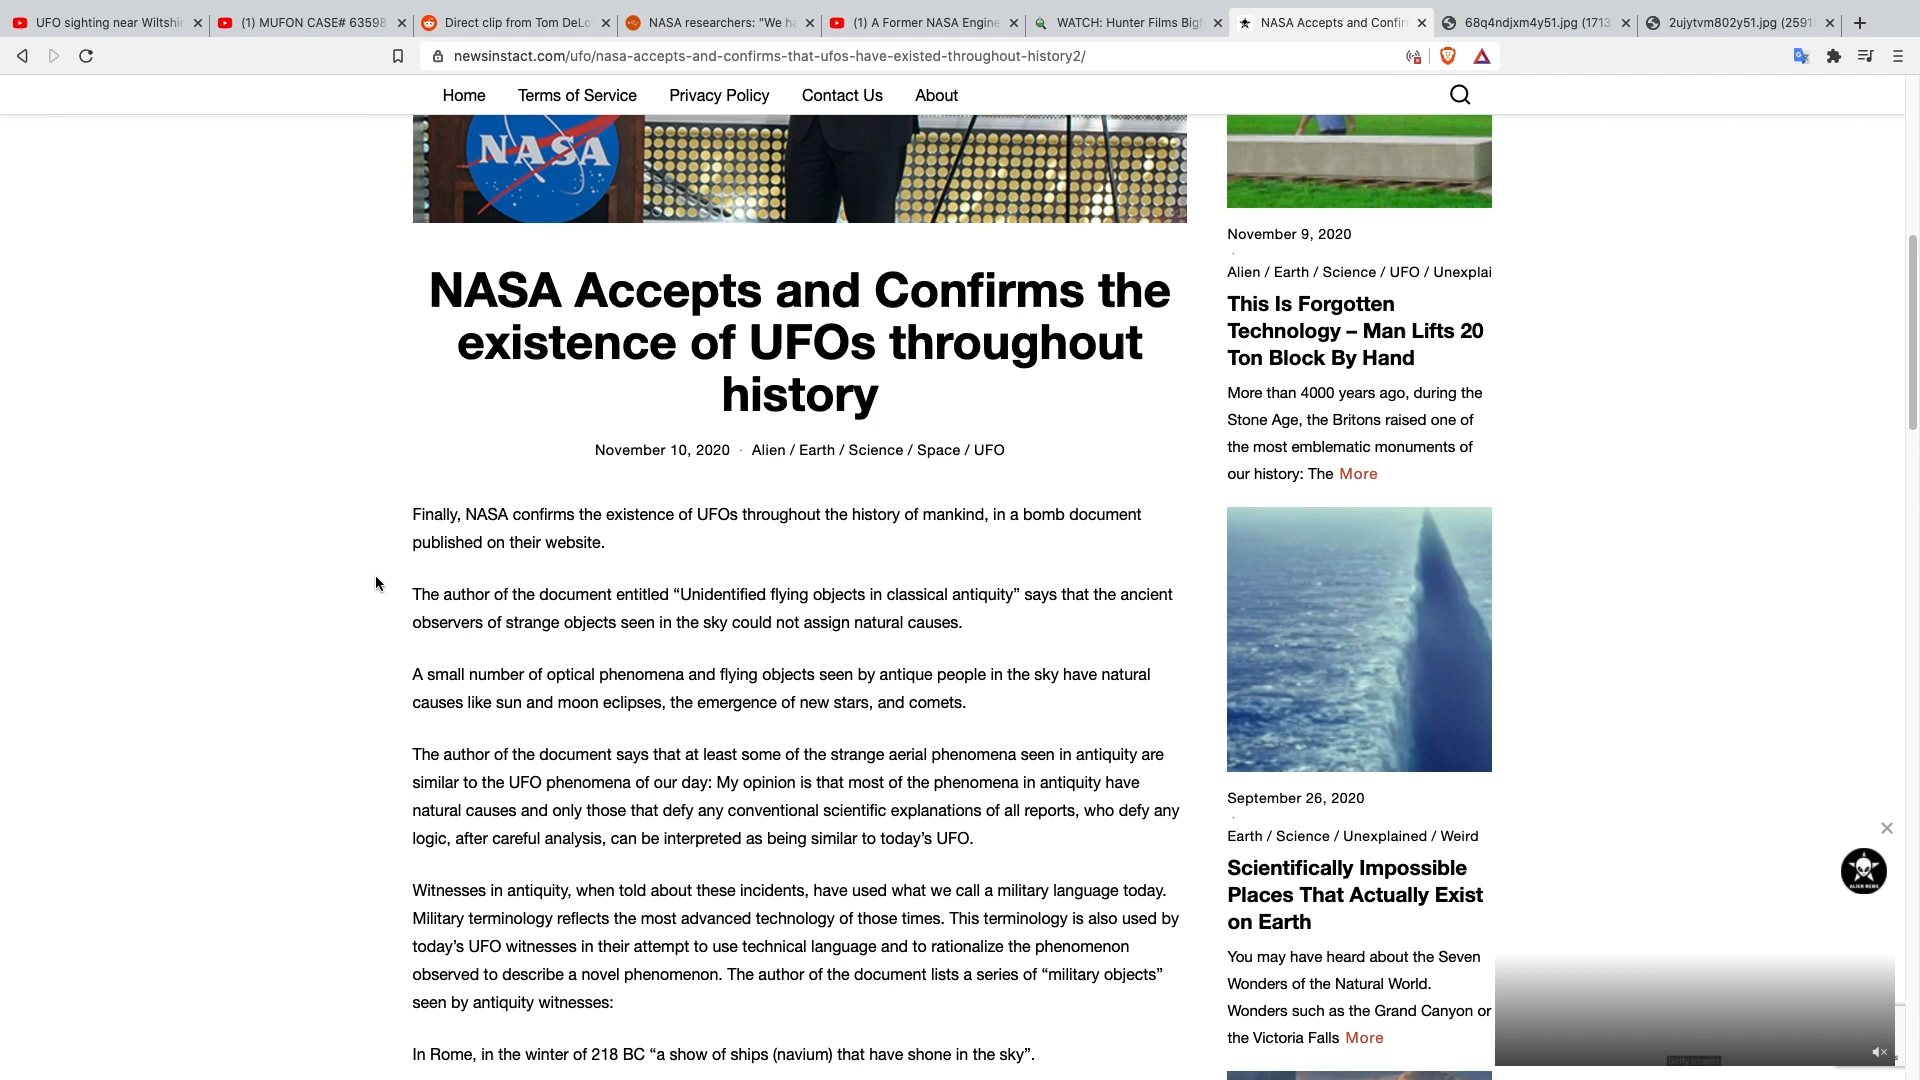 UFO sighting near Wiltshir
(1) MUFON CASE# 63598
Direct clip from Tom DeLo
NASA researchers: "We ha
(1) A Former NASA Engine
WATCH: Hunter Films Bigf
NASA Accepts and Confir
68q4ndjxm4y51.jpg (1713
2ujytvm802y51.jpg (2591
newsinstact.com/ufo/nasa-accepts-and-confirms-that-ufos-have-existed-throughout-history2/
Home Terms of Service Privacy Policy Contact Us About
NASA
NASA Accepts and Confirms the
existence of UFOs throughout
history
November 10, 2020 · Alien / Earth / Science / Space / UFO
Finally, NASA confirms the existence of UFOs throughout the history of mankind, in a bomb document
published on their website.
The author of the document entitled “Unidentified flying objects in classical antiquity” says that the ancient
observers of strange objects seen in the sky could not assign natural causes.
A small number of optical phenomena and flying objects seen by antique people in the sky have natural
causes like sun and moon eclipses, the emergence of new stars, and comets.
The author of the document says that at least some of the strange aerial phenomena seen in antiquity are
similar to the UFO phenomena of our day: My opinion is that most of the phenomena in antiquity have
natural causes and only those that defy any conventional scientific explanations of all reports, who defy any
logic, after careful analysis, can be interpreted as being similar to today’s UFO.
Witnesses in antiquity, when told about these incidents, have used what we call a military language today.
Military terminology reflects the most advanced technology of those times. This terminology is also used by
today’s UFO witnesses in their attempt to use technical language and to rationalize the phenomenon
observed to describe a novel phenomenon. The author of the document lists a series of “military objects”
seen by antiquity witnesses:
In Rome, in the winter of 218 BC “a show of ships (navium) that have shone in the sky”.
November 9, 2020
·
Alien / Earth / Science / UFO / Unexplai
This Is Forgotten
Technology – Man Lifts 20
Ton Block By Hand
More than 4000 years ago, during the
Stone Age, the Britons raised one of
the most emblematic monuments of
our history: The More
September 26, 2020
·
Earth / Science / Unexplained / Weird
Scientifically Impossible
Places That Actually Exist
on Earth
You may have heard about the Seven
Wonders of the Natural World.
Wonders such as the Grand Canyon or
the Victoria Falls More
ALIEN NEWS
Getty Images